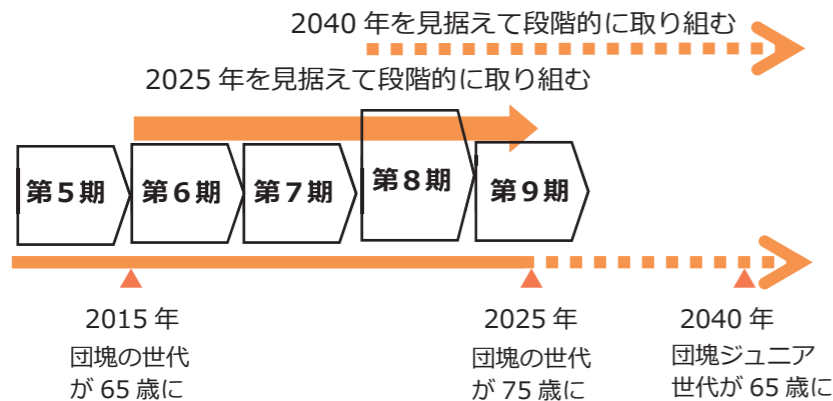 2040 年を見据えて段階的に取り組む
2025 年を見据えて段階的に取り組む
第5期
第6期
第7期
第8期
第9期
2015 年
団塊の世代
が 65 歳に
2025 年
団塊の世代
が 75 歳に
2040 年
団塊ジュニア
世代が 65 歳に